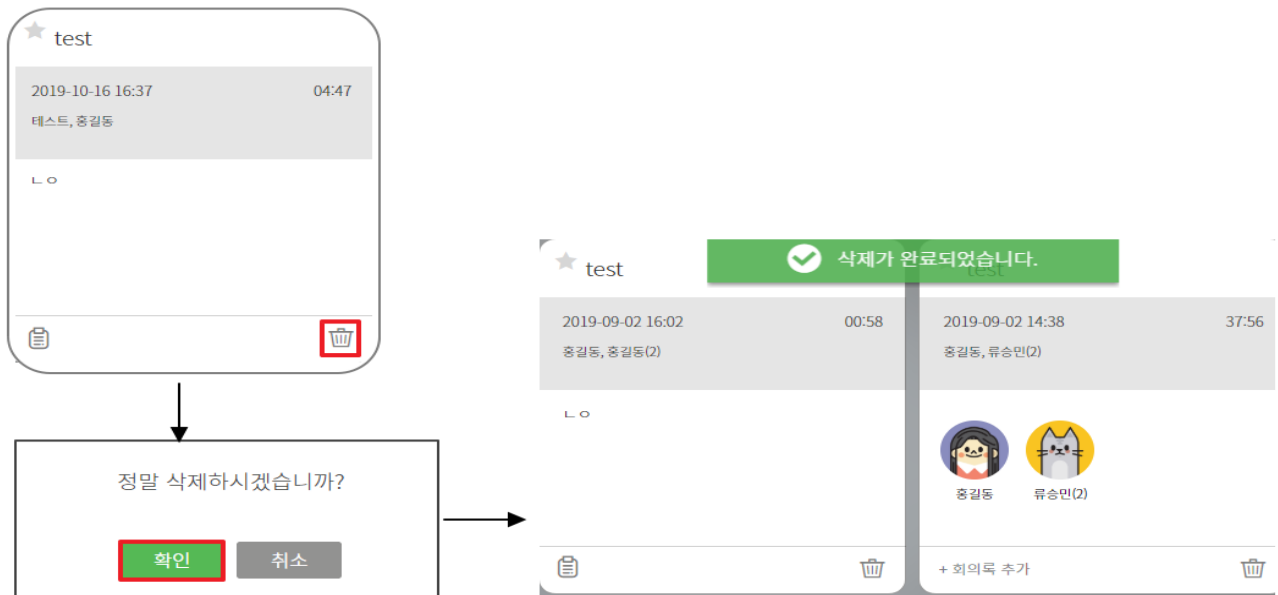 test
2019-10-16 16:37 04:47
테스트, 홍길동
ㄴㅇ
정말 삭제하시겠습니까?
확인 취소
삭제가 완료되었습니다.
test test
2019-09-02 16:02 00:58
홍길동, 홍길동(2)
ㄴㅇ
2019-09-02 14:38 37:56
홍길동, 류승민(2)
홍길동 류승민(2)
+ 회의록 추가